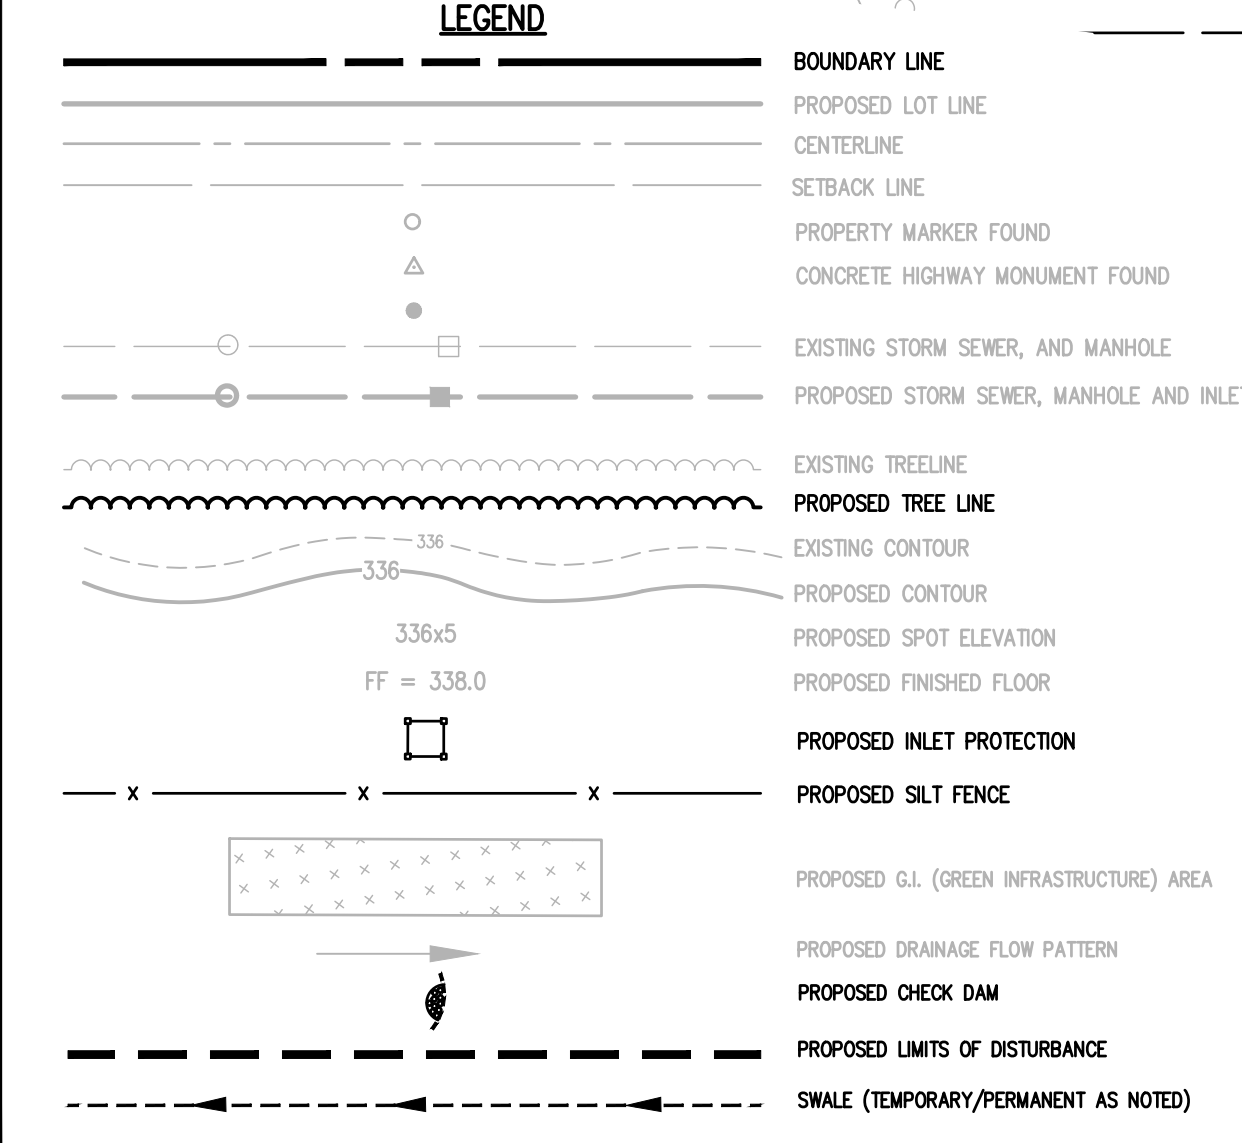 LEGEND
BOUNDARY LINE
PROPOSED LOT LINE
CENTERLINE
SETBACK LINE
PROPERTY MARKER FOUND
CONCRETE HIGHWAY MONUMENT FOUND
EXISTING STORM SEWER, AND MANHOLE
PROPOSED STORM SEWER, MANHOLE AND INLET
EXISTING TREELINE
PROPOSED TREE LINE
336 EXISTING CONTOUR
336 PROPOSED CONTOUR
336x5 PROPOSED SPOT ELEVATION
FF = 338.0 PROPOSED FINISHED FLOOR
PROPOSED INLET PROTECTION
x x x PROPOSED SILT FENCE
PROPOSED G.I. (GREEN INFRASTRUCTURE) AREA
PROPOSED DRAINAGE FLOW PATTERN
PROPOSED CHECK DAM
PROPOSED LIMITS OF DISTURBANCE
SWALE (TEMPORARY/PERMANENT AS NOTED)